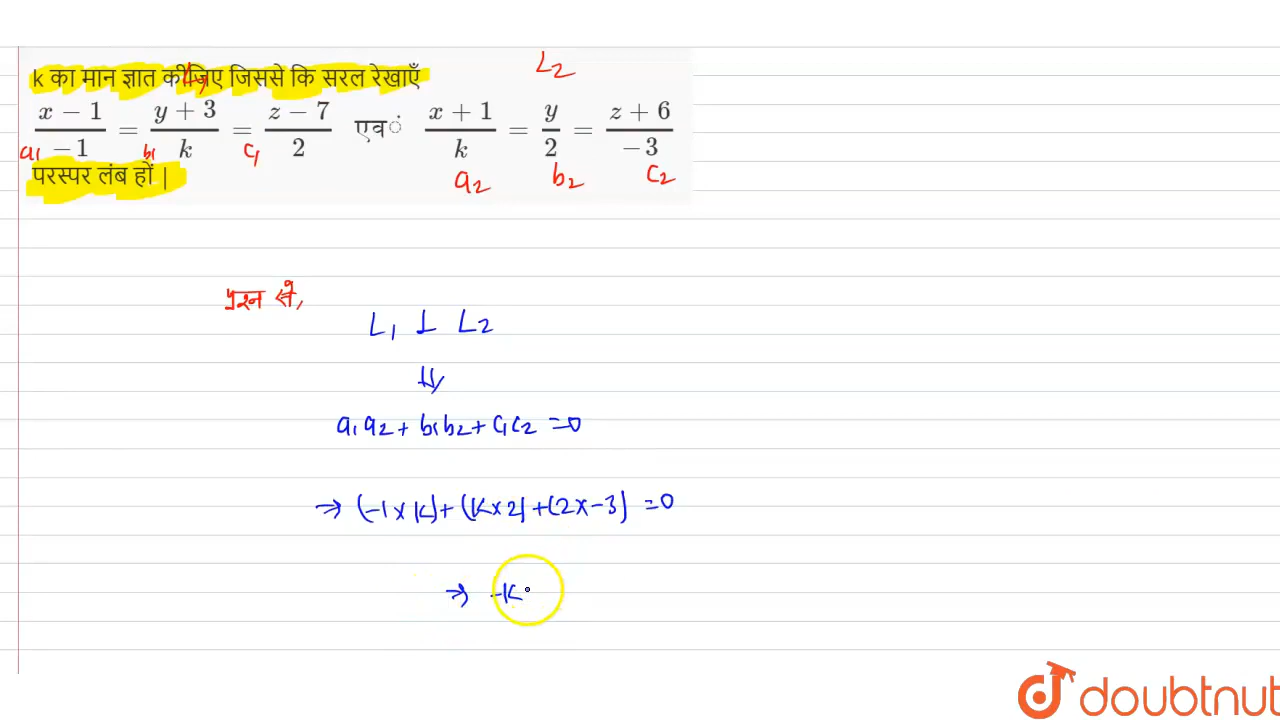 L₂
k का मान ज्ञात कीजिए जिससे कि सरल रेखाएँ
L₁
(x − 1)/(−1) = (y + 3)/k = (z − 7)/2 एवं (x + 1)/k = y/2 = (z + 6)/(−3)
a₁ b₁ c₁ a₂ b₂ c₂
परस्पर लंब हों |
प्रश्न से,
L₁ ⊥ L₂
⇓
a₁a₂ + b₁b₂ + c₁c₂ = 0
⇒ (−1 × k) + (k × 2) + (2 × −3) = 0
⇒ −k
doubtnut